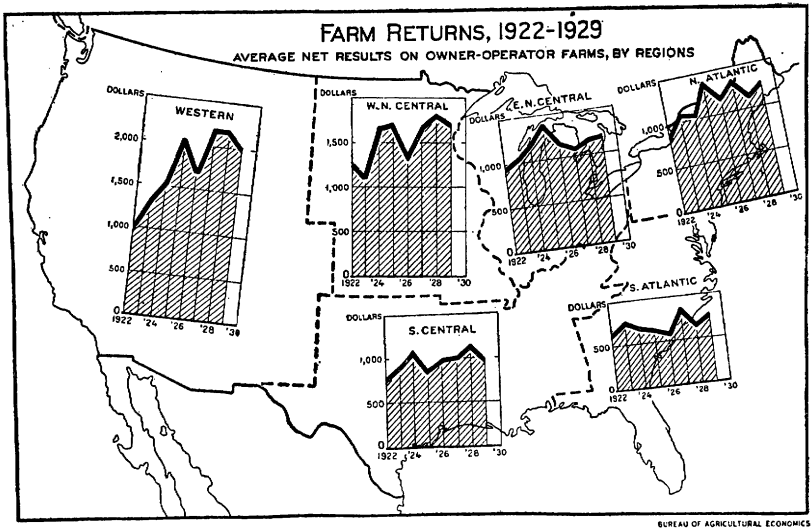 FARM RETURNS, 1922-1929
AVERAGE NET RESULTS ON OWNER-OPERATOR FARMS, BY REGIONS
DOLLARS
WESTERN
2,000
1,500
1,000
500
0
1922 '24 '26 '28 '30
DOLLARS
W.N. CENTRAL
1,500
1,000
500
0
1922 '24 '26 '28 '30
DOLLARS
E.N. CENTRAL
1,000
500
0
1922 '24 '26 '28 '30
DOLLARS
N. ATLANTIC
1,000
500
0
1922 '24 '26 '28 '30
DOLLARS
S. CENTRAL
1,000
500
0
1922 '24 '26 '28 '30
DOLLARS
S. ATLANTIC
500
0
1922 '24 '26 '28 '30
BUREAU OF AGRICULTURAL ECONOMICS